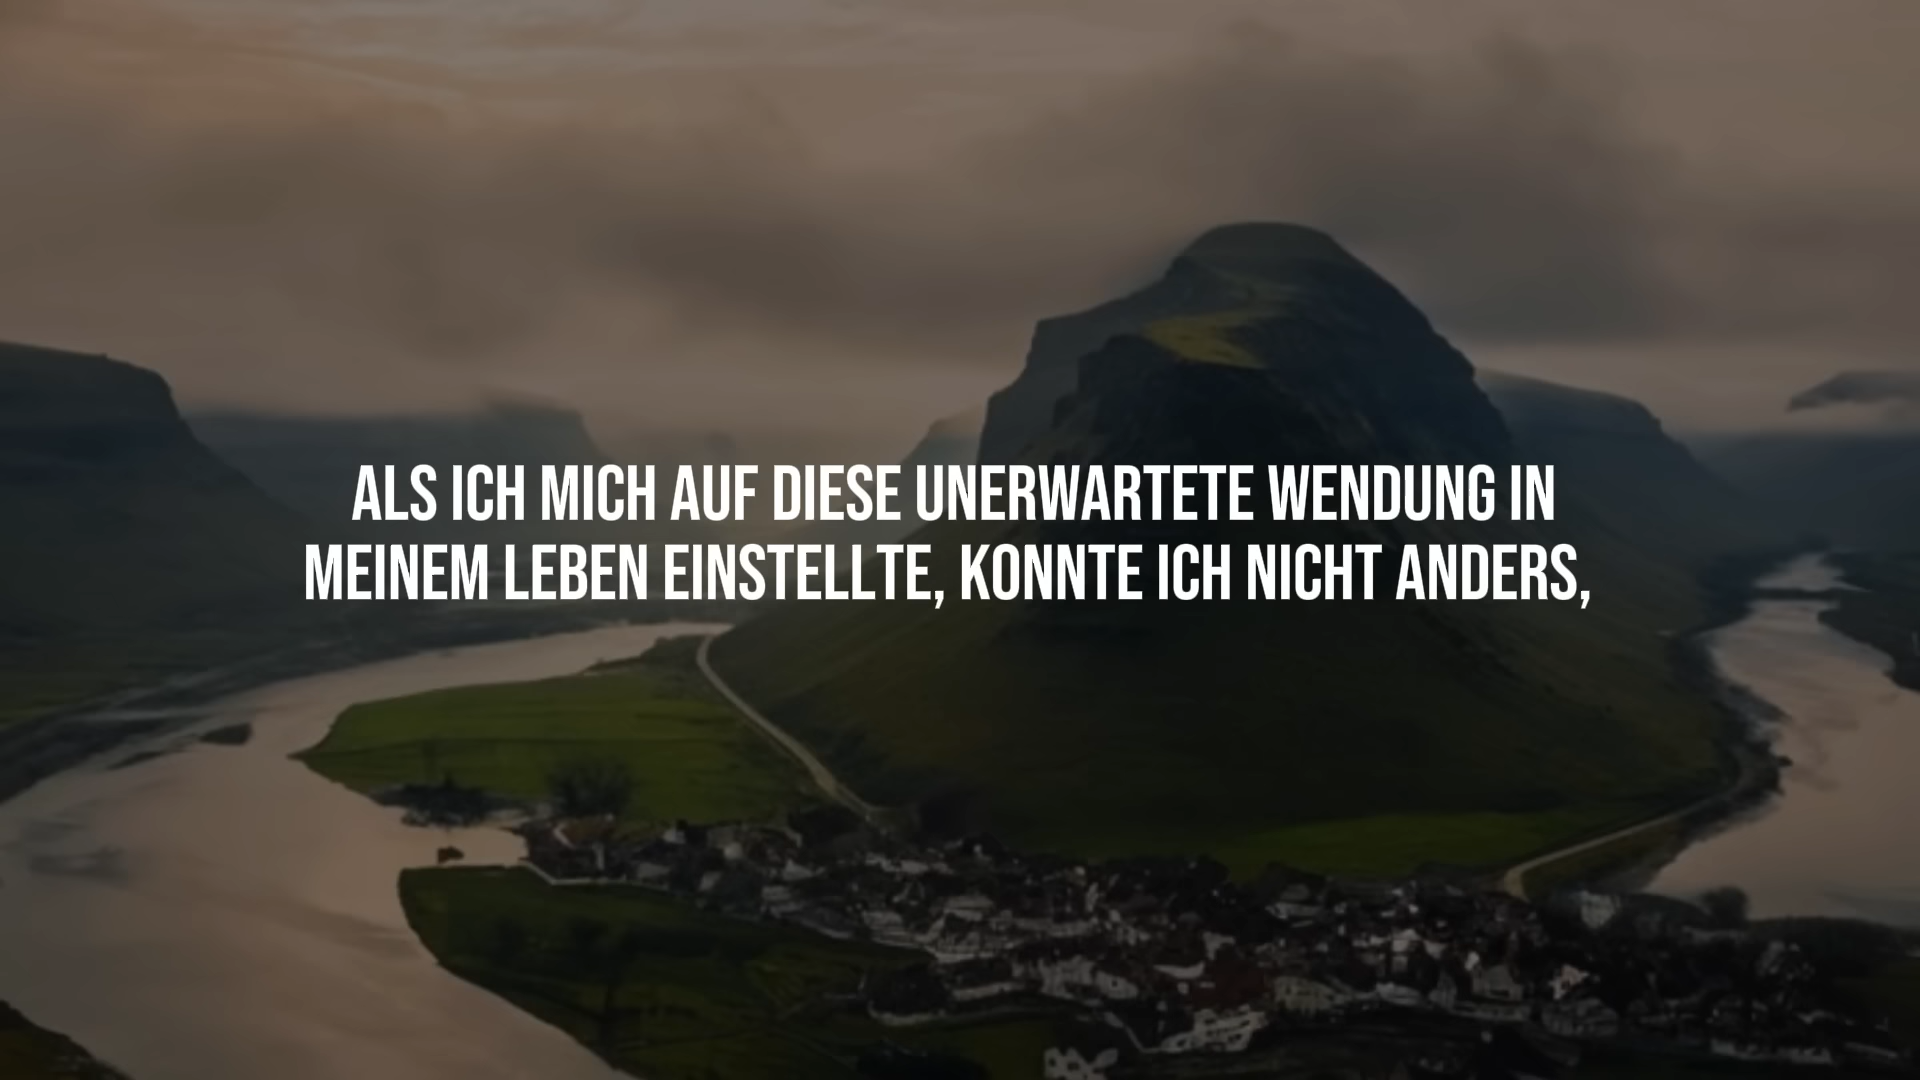 ALS ICH MICH AUF DIESE UNERWARTETE WENDUNG IN
MEINEM LEBEN EINSTELLTE, KONNTE ICH NICHT ANDERS,